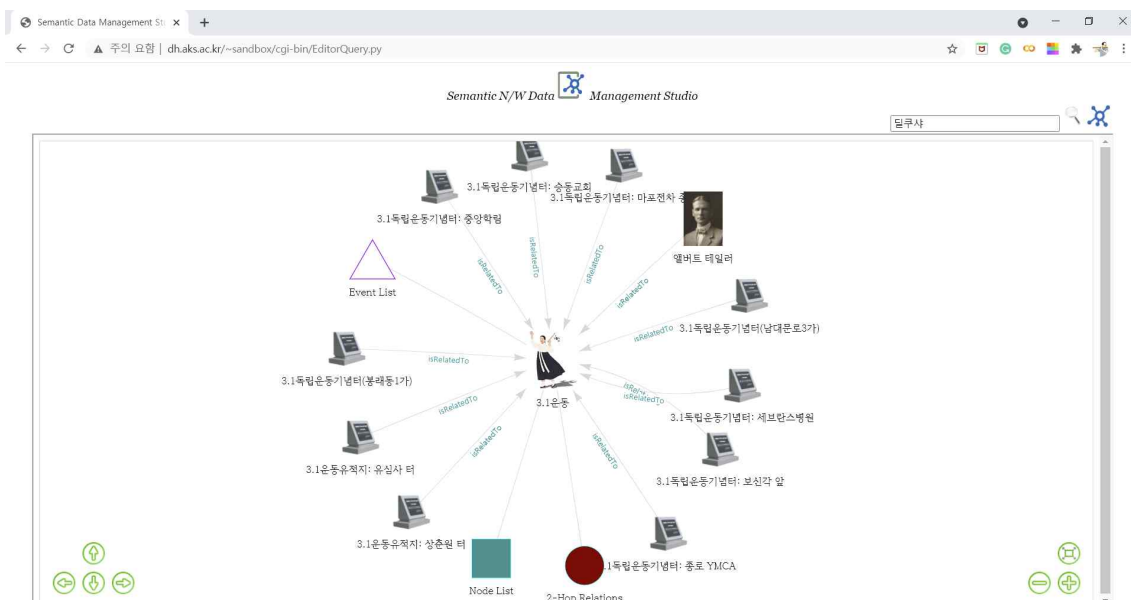 Semantic Data Management Stu
주의 요함 | dh.aks.ac.kr/~sandbox/cgi-bin/EditorQuery.py
Semantic N/W Data Management Studio
딜쿠샤
3.1독립운동기념터: 승동교회
3.1독립운동기념터: 마포전차 종
3.1독립운동기념터: 중앙학림
앨버트 테일러
isRelatedTo
isRelatedTo
isRelatedTo
isRelatedTo
Event List
3.1독립운동기념터(남대문로3가)
isRelatedTo
isRelatedTo
3.1독립운동기념터(봉래동1가)
3.1운동
isRelatedTo
isRelatedTo
3.1독립운동기념터: 세브란스병원
isRelatedTo
isRelatedTo
3.1운동유적지: 유심사 터
3.1독립운동기념터: 보신각 앞
3.1운동유적지: 상춘원 터
.1독립운동기념터: 종로 YMCA
Node List
2-Hop Relations